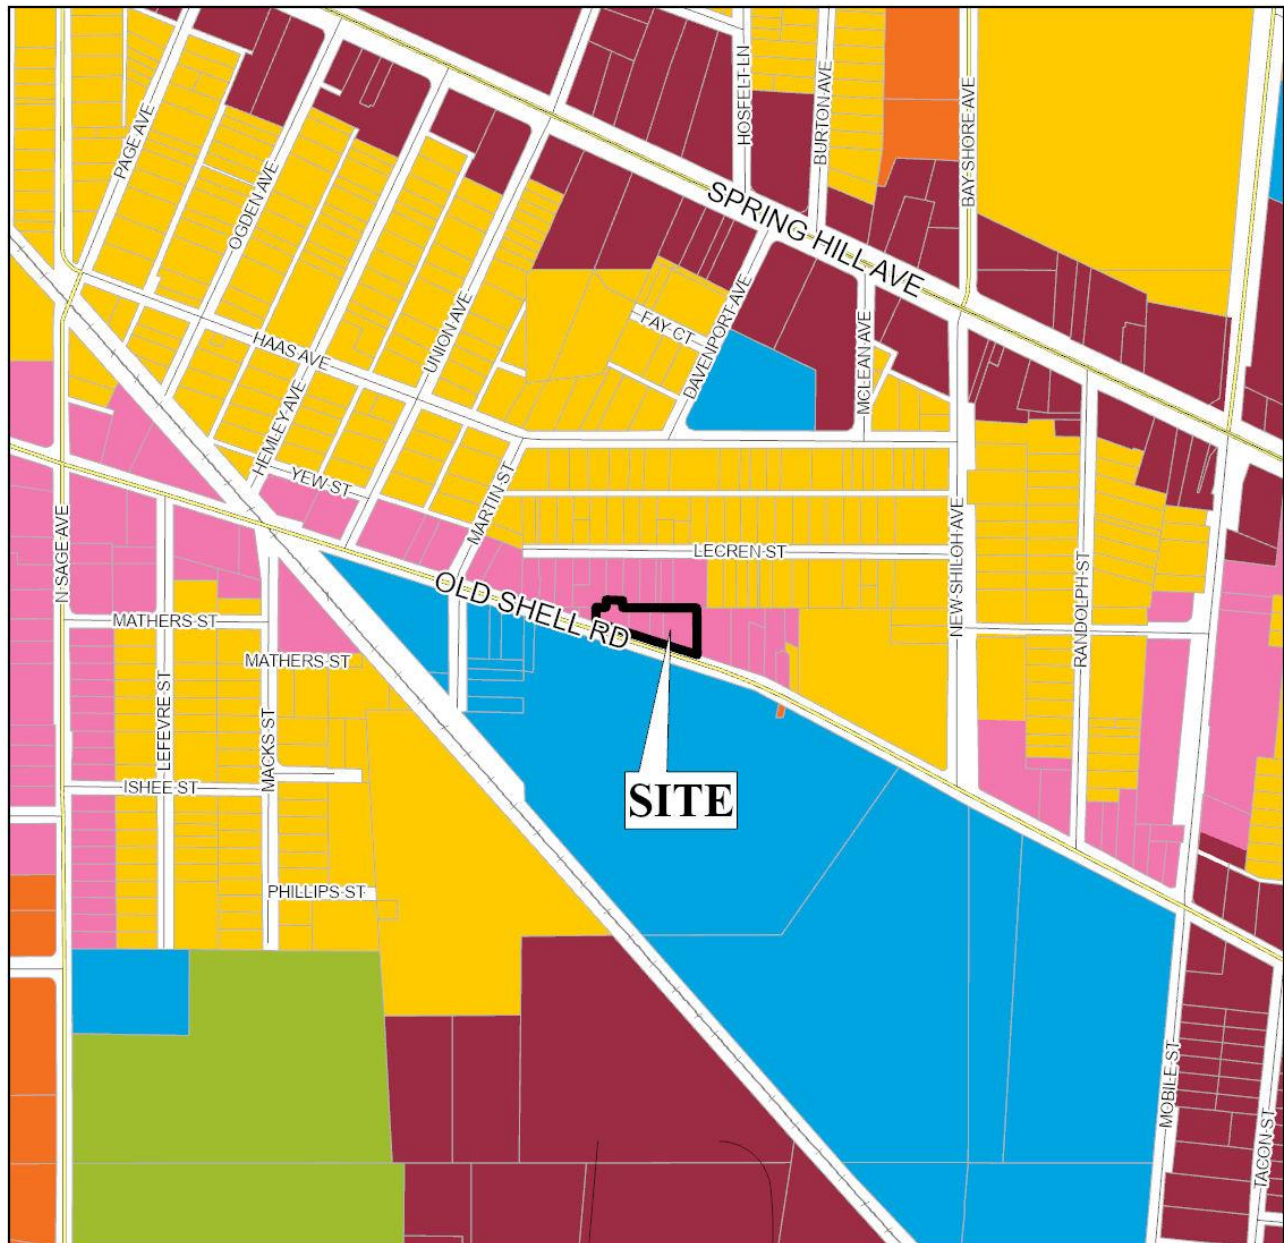 HOSFELT LN
BURTON AVE
BAY SHORE AVE
PAGE AVE
OGDEN AVE
SPRING HILL AVE
UNION AVE
FAY CT
DAVENPORT AVE
MCLEAN AVE
HAAS AVE
HEMLEY AVE
YEW ST
MARTIN ST
N SAGE AVE
LECREN ST
NEW SHILOH AVE
RANDOLPH ST
OLD SHELL RD
MATHERS ST
MATHERS ST
LEFEVRE ST
MACKS ST
ISHEE ST
SITE
PHILLIPS ST
MOBILE ST
TACON ST